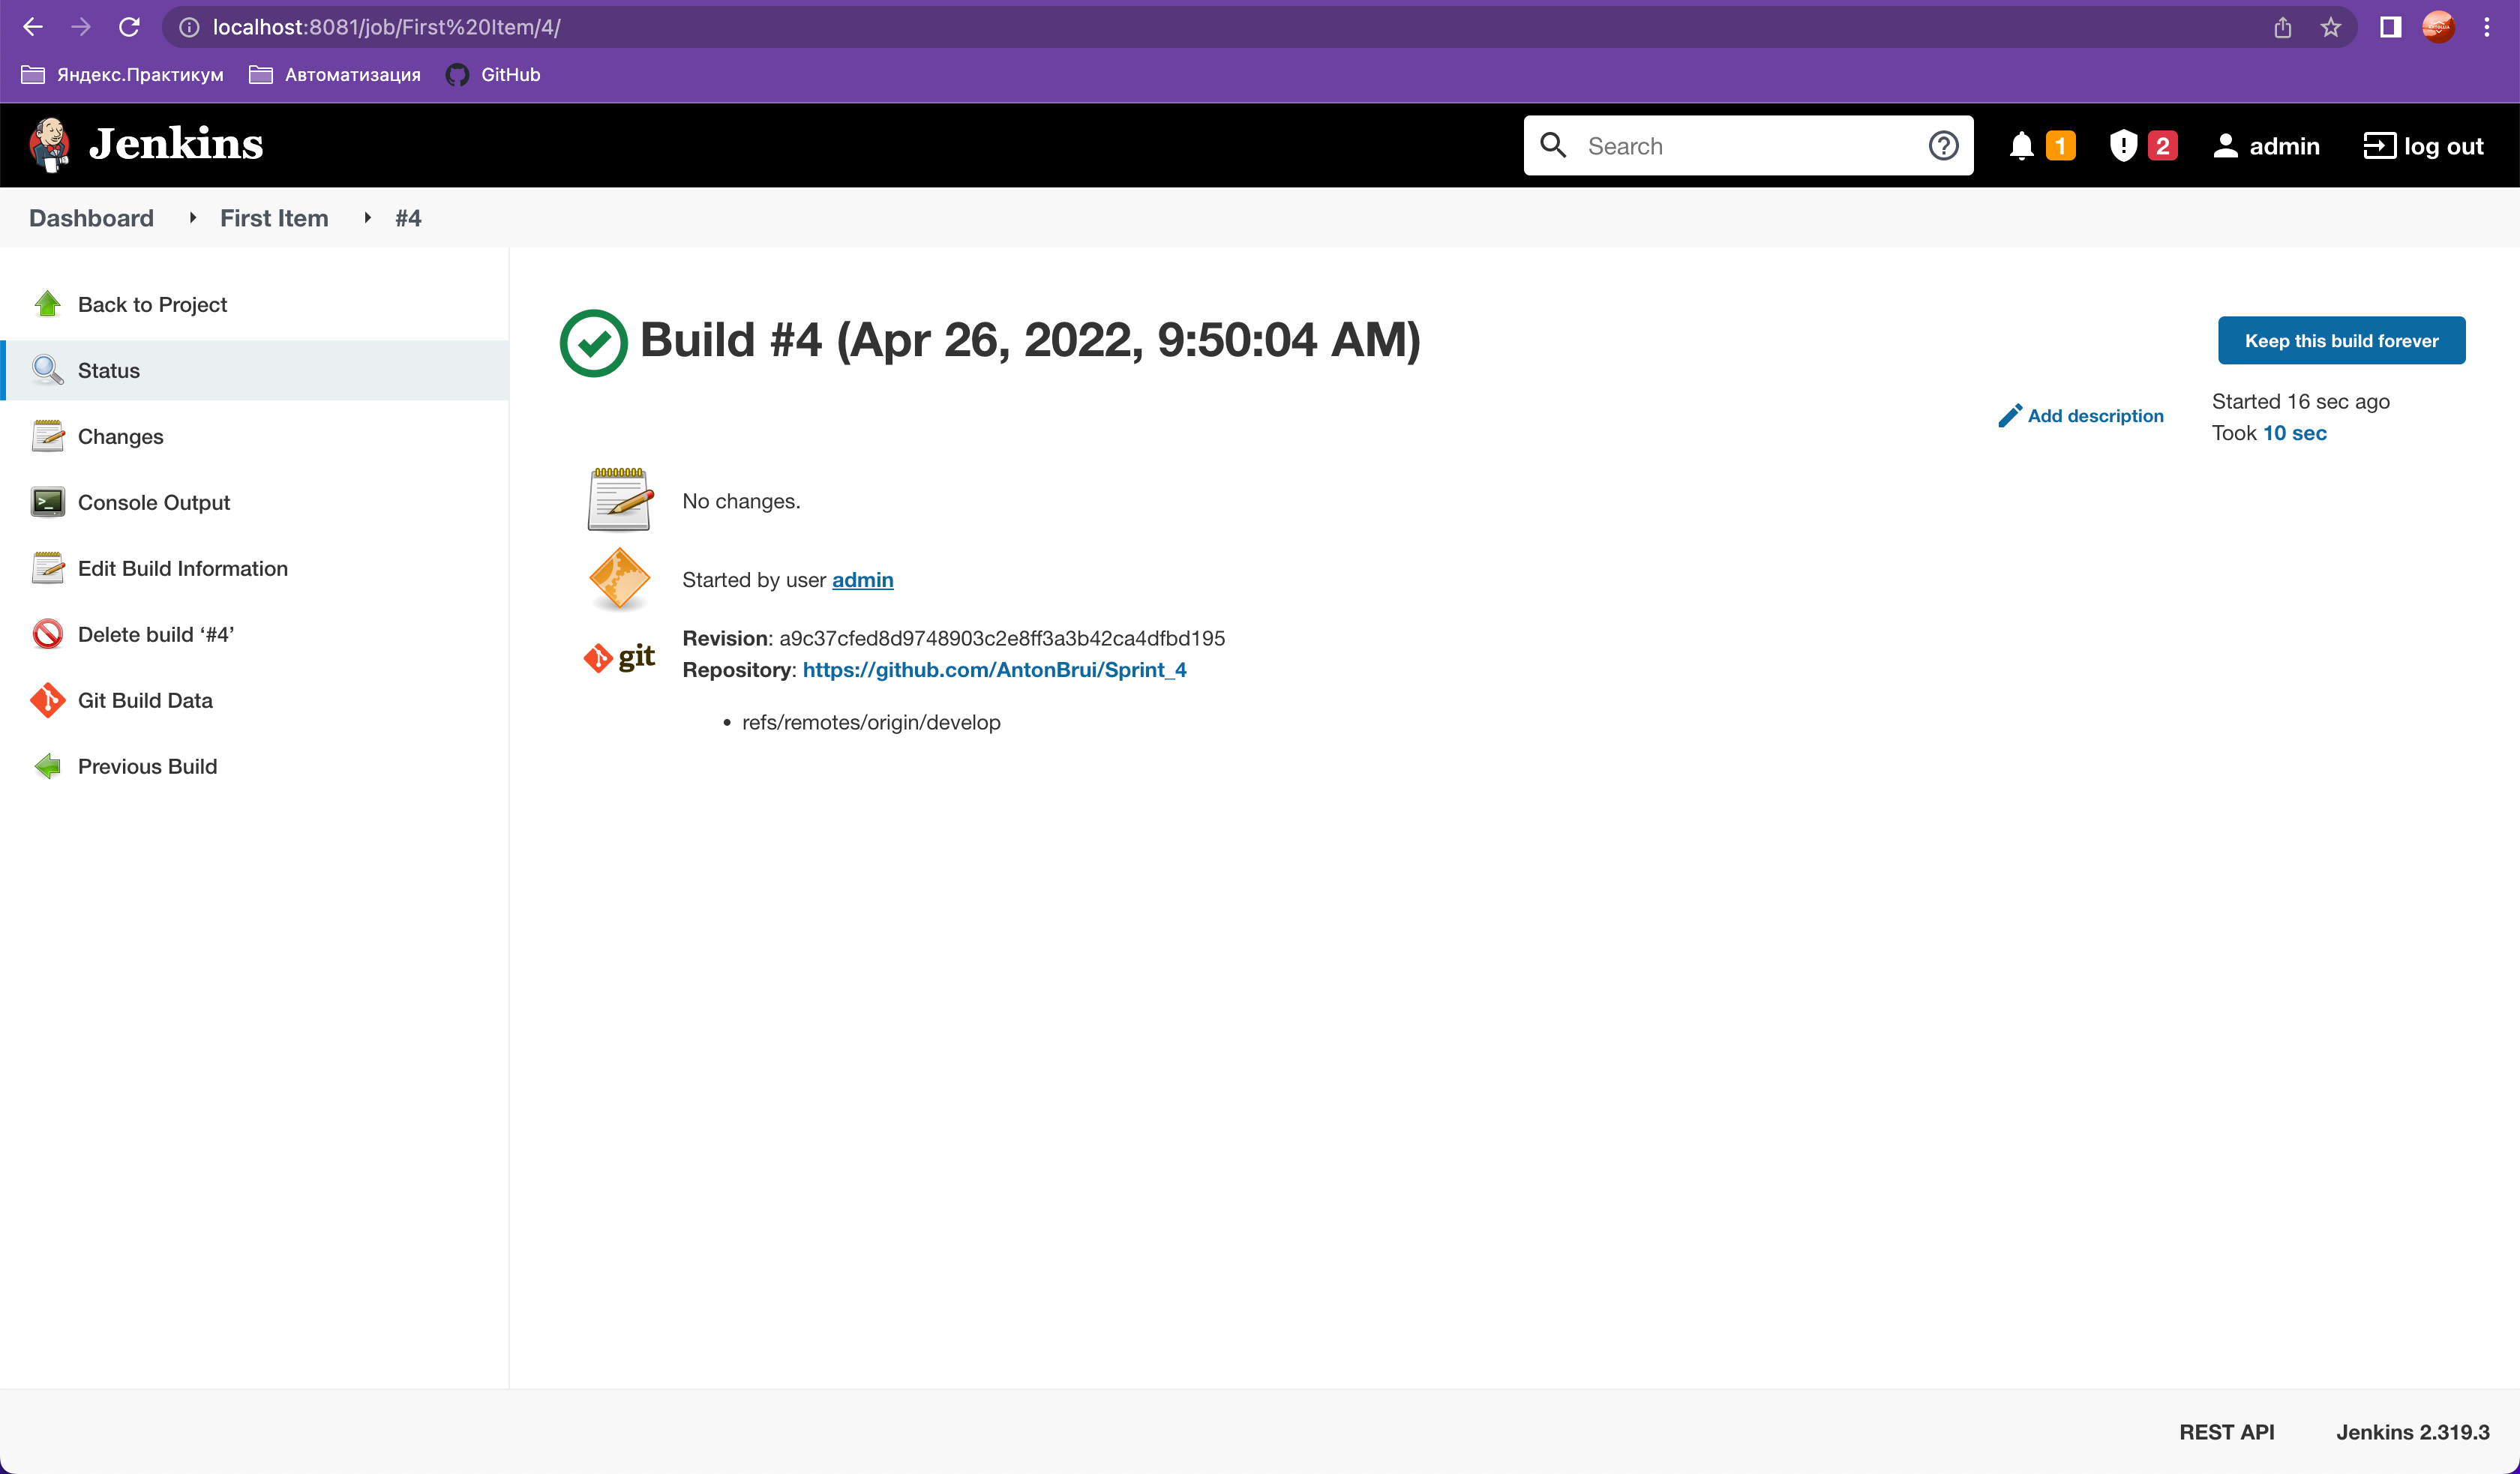 localhost:8081/job/First%20Item/4/
Яндекс.Практикум Автоматизация GitHub
Jenkins Search 1 2 admin log out
Dashboard First Item #4
Back to Project
Status
Changes
Console Output
Edit Build Information
Delete build ‘#4’
Git Build Data
Previous Build
Build #4 (Apr 26, 2022, 9:50:04 AM)
Keep this build forever
Add description
Started 16 sec ago
Took 10 sec
No changes.
Started by user admin
git
Revision: a9c37cfed8d9748903c2e8ff3a3b42ca4dfbd195
Repository: https://github.com/AntonBrui/Sprint_4
• refs/remotes/origin/develop
REST API Jenkins 2.319.3